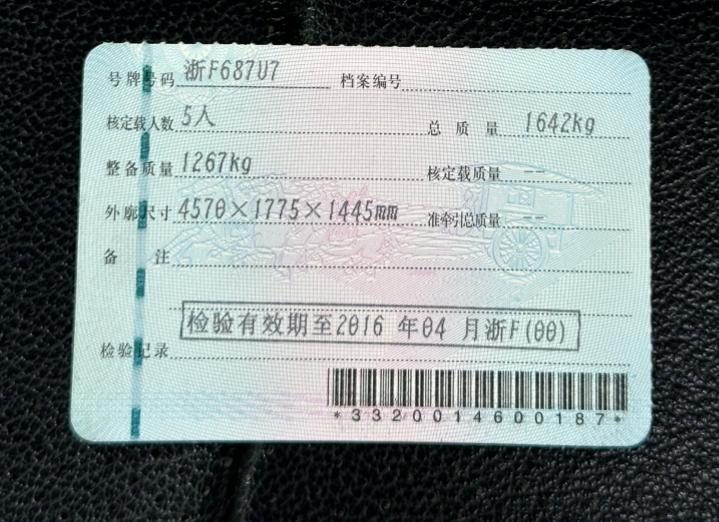 号牌号码 浙F687U7 档案编号
核定载人数 5人 总质量 1642kg
整备质量 1267kg 核定载质量 --
外廓尺寸 4570×1775×1445mm 准牵引总质量 --
备注
检验有效期至2016年04月浙F(00)
检验记录
*3320014600187*